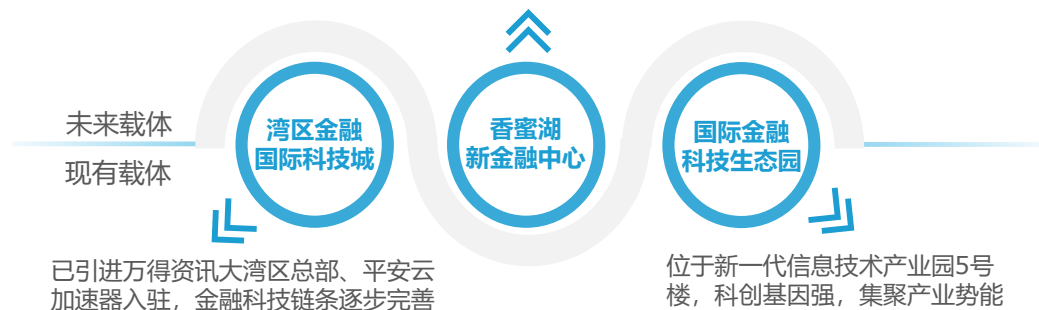 未来载体
现有载体
湾区金融
国际科技城
香蜜湖
新金融中心
国际金融
科技生态园
已引进万得资讯大湾区总部、平安云
加速器入驻，金融科技链条逐步完善
位于新一代信息技术产业园5号
楼，科创基因强，集聚产业势能